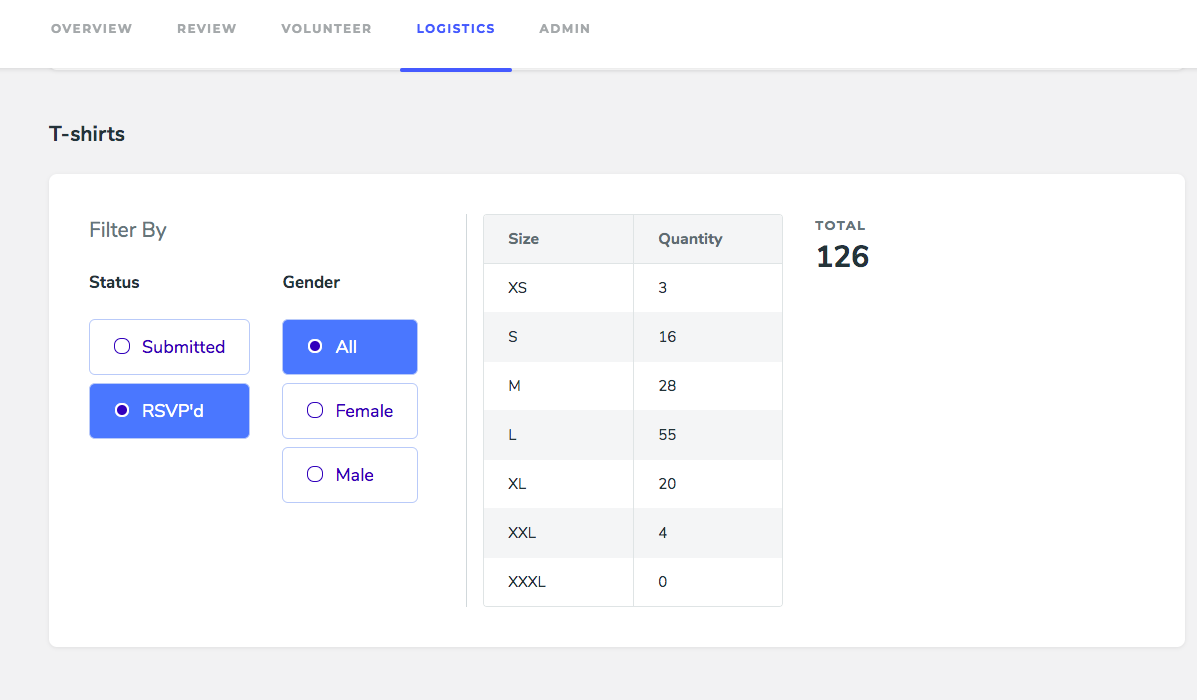 OVERVIEW REVIEW VOLUNTEER LOGISTICS ADMIN
T-shirts
Filter By
Status
Submitted
RSVP'd
Gender
All
Female
Male
Size Quantity
XS 3
S 16
M 28
L 55
XL 20
XXL 4
XXXL 0
TOTAL
126